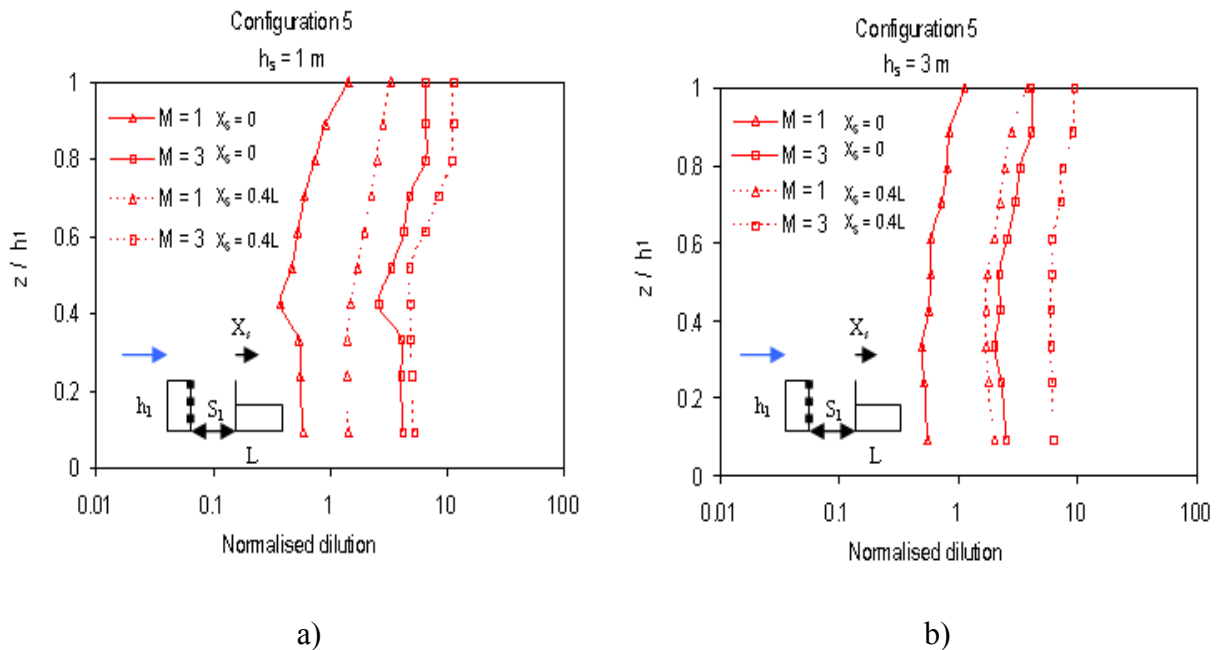 Configuration 5
hs = 1 m
1
0.8
0.6
0.4
0.2
0
z / h1
M = 1 Xs = 0
M = 3 Xs = 0
M = 1 Xs = 0.4L
M = 3 Xs = 0.4L
Xs
h1
S1
L
0.01
0.1
1
10
100
Normalised dilution
a)
Configuration 5
hs = 3 m
1
0.8
0.6
0.4
0.2
0
z / h1
M = 1 Xs = 0
M = 3 Xs = 0
M = 1 Xs = 0.4L
M = 3 Xs = 0.4L
Xs
h1
S1
L
0.01
0.1
1
10
100
Normalised dilution
b)